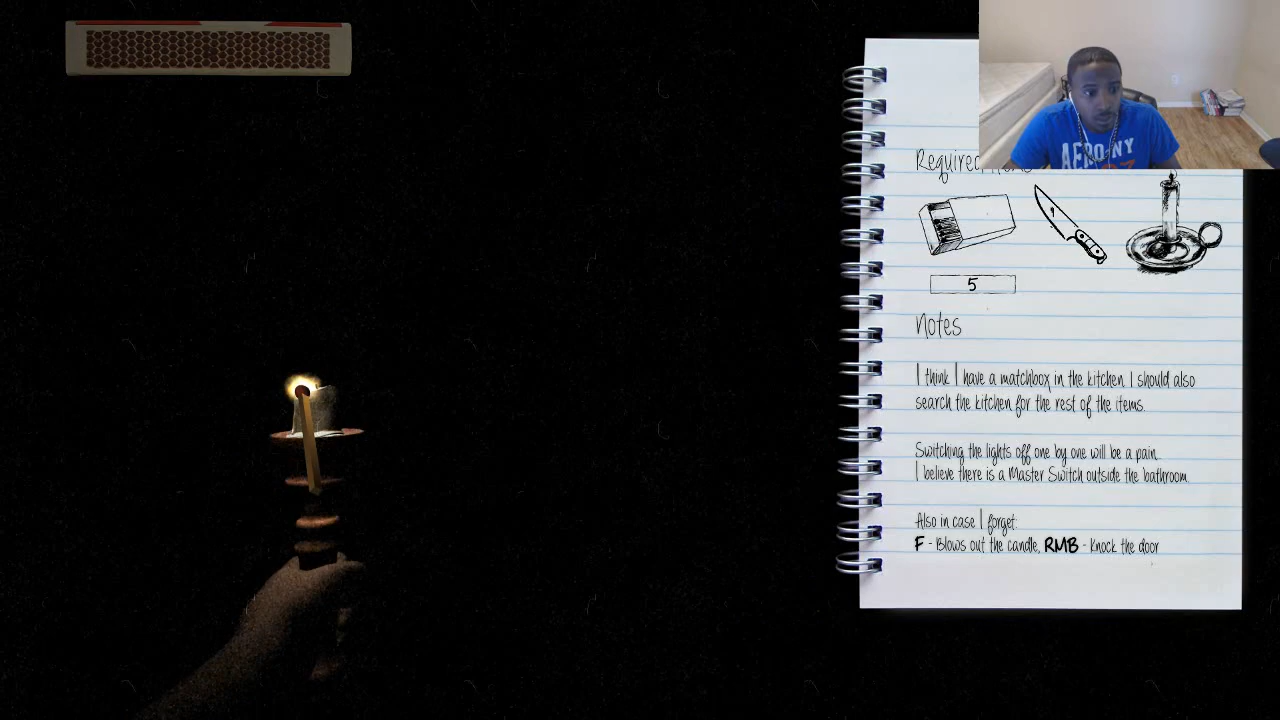 Required
5
Notes
I think I have a matchbox in the kitchen. I should also
search the kitchen for the rest of the items.
Switching the lights off one by one will be a pain.
I believe there is a Master Switch outside the bathroom.
Also in case I forget:
F - Blows out the candle, RMB - Knock the door